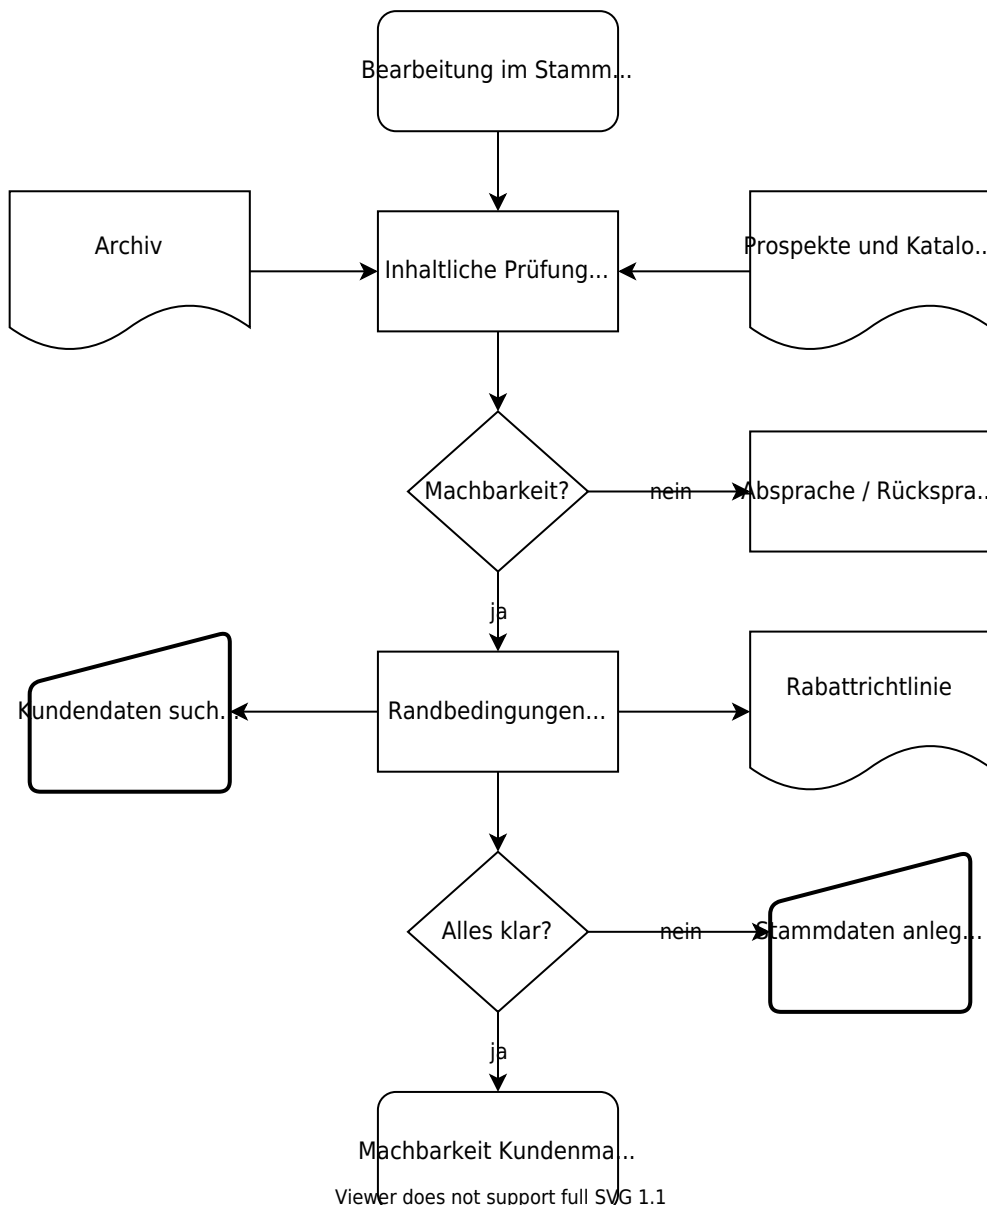 Bearbeitung im Stamm...
Archiv
Inhaltliche Prüfung...
Prospekte und Katalo...
Machbarkeit?
nein
Absprache / Rückspra...
ja
Kundendaten such...
Randbedingungen...
Rabattrichtlinie
Alles klar?
nein
Stammdaten anleg...
ja
Machbarkeit Kundenma...
Viewer does not support full SVG 1.1